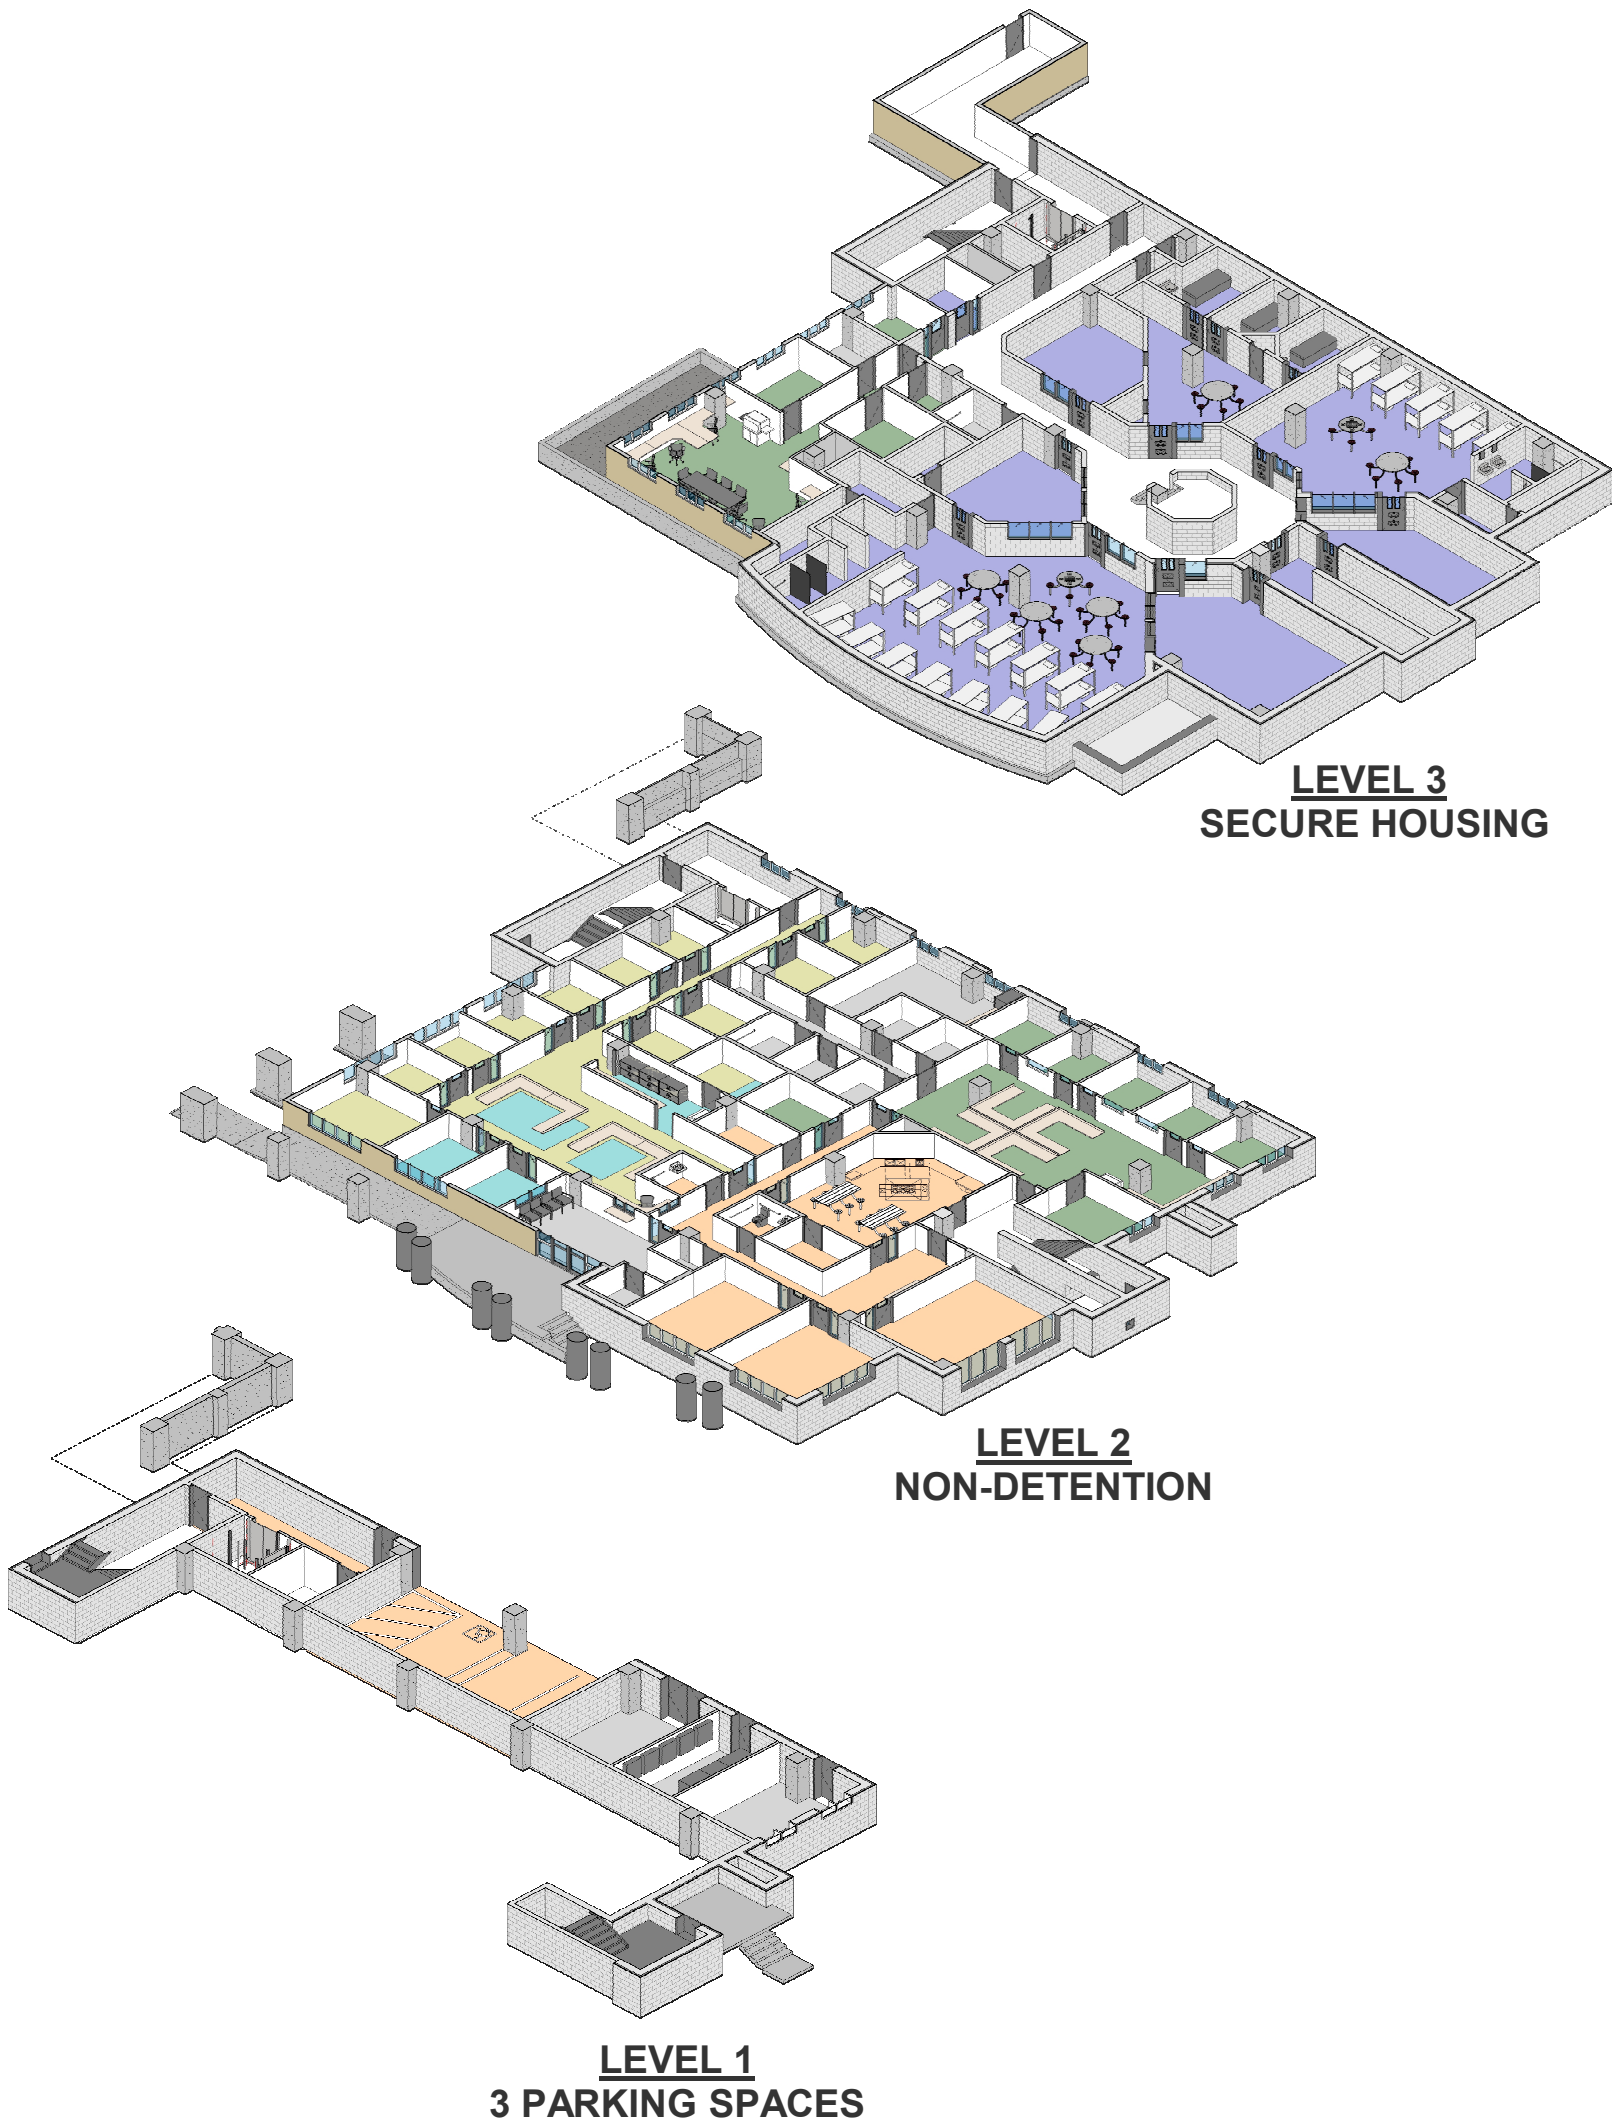 LEVEL 3
SECURE HOUSING
LEVEL 2
NON-DETENTION
LEVEL 1
3 PARKING SPACES